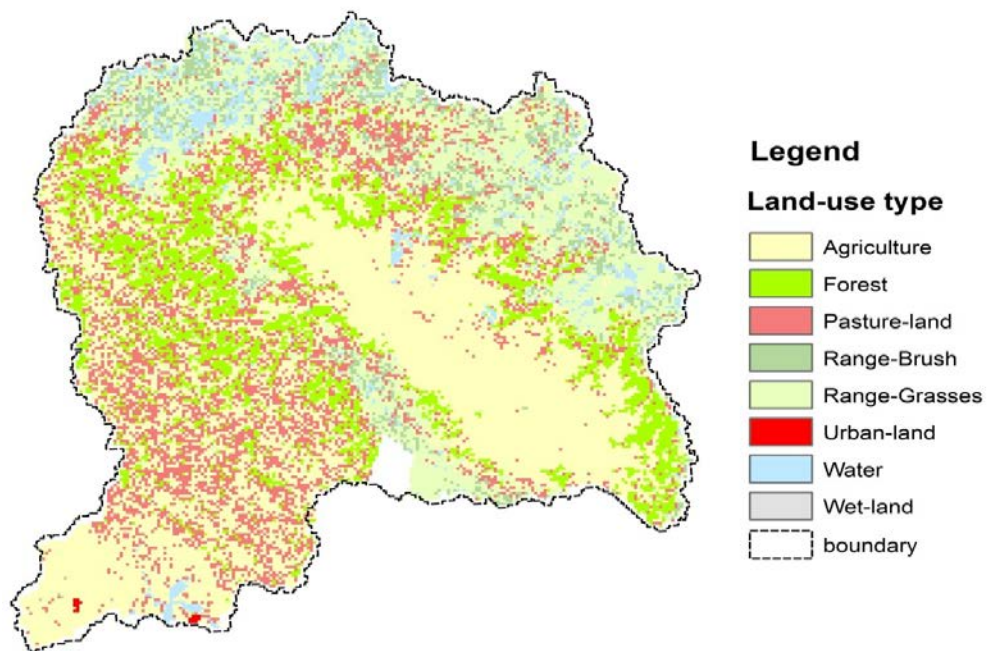 Legend
Land-use type
Agriculture
Forest
Pasture-land
Range-Brush
Range-Grasses
Urban-land
Water
Wet-land
boundary